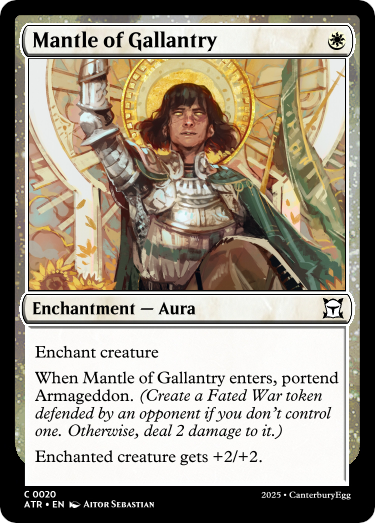 Mantle of Gallantry
Enchantment — Aura
Enchant creature
When Mantle of Gallantry enters, portend
Armageddon. (Create a Fated War token
defended by an opponent if you don't control
one. Otherwise, deal 2 damage to it.)
Enchanted creature gets +2/+2.
C 0020
ATR • EN Aitor Sebastian
2025 • CanterburyEgg